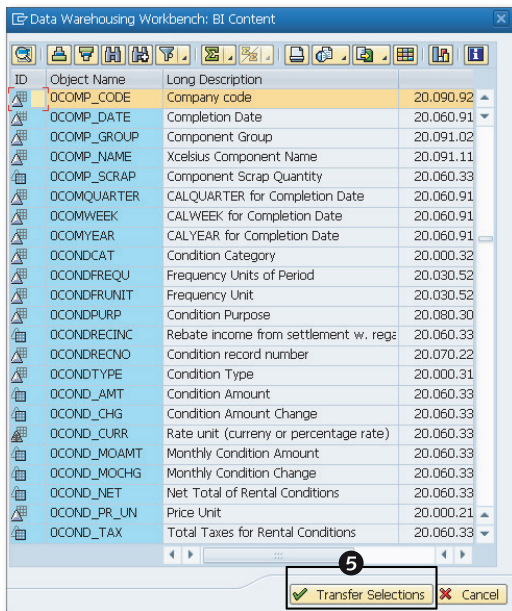 Data Warehousing Workbench: BI Content
ID Object Name Long Description
0COMP_CODE Company code 20.090.92
0COMP_DATE Completion Date 20.060.91
0COMP_GROUP Component Group 20.091.02
0COMP_NAME Xcelsius Component Name 20.091.11
0COMP_SCRAP Component Scrap Quantity 20.060.33
0COMQUARTER CALQUARTER for Completion Date 20.060.91
0COMWEEK CALWEEK for Completion Date 20.060.91
0COMYEAR CALYEAR for Completion Date 20.060.91
0CONDCAT Condition Category 20.000.32
0CONDFREQU Frequency Units of Period 20.030.52
0CONDFRUNIT Frequency Unit 20.030.52
0CONDPURP Condition Purpose 20.080.30
0CONDRECINC Rebate income from settlement w. rega 20.060.33
0CONDRECNO Condition record number 20.070.22
0CONDTYPE Condition Type 20.000.31
0COND_AMT Condition Amount 20.060.33
0COND_CHG Condition Amount Change 20.060.33
0COND_CURR Rate unit (curreny or percentage rate) 20.060.33
0COND_MOAMT Monthly Condition Amount 20.060.33
0COND_MOCHG Monthly Condition Change 20.060.33
0COND_NET Net Total of Rental Conditions 20.060.33
0COND_PR_UN Price Unit 20.000.21
0COND_TAX Total Taxes for Rental Conditions 20.060.33
5
Transfer Selections Cancel